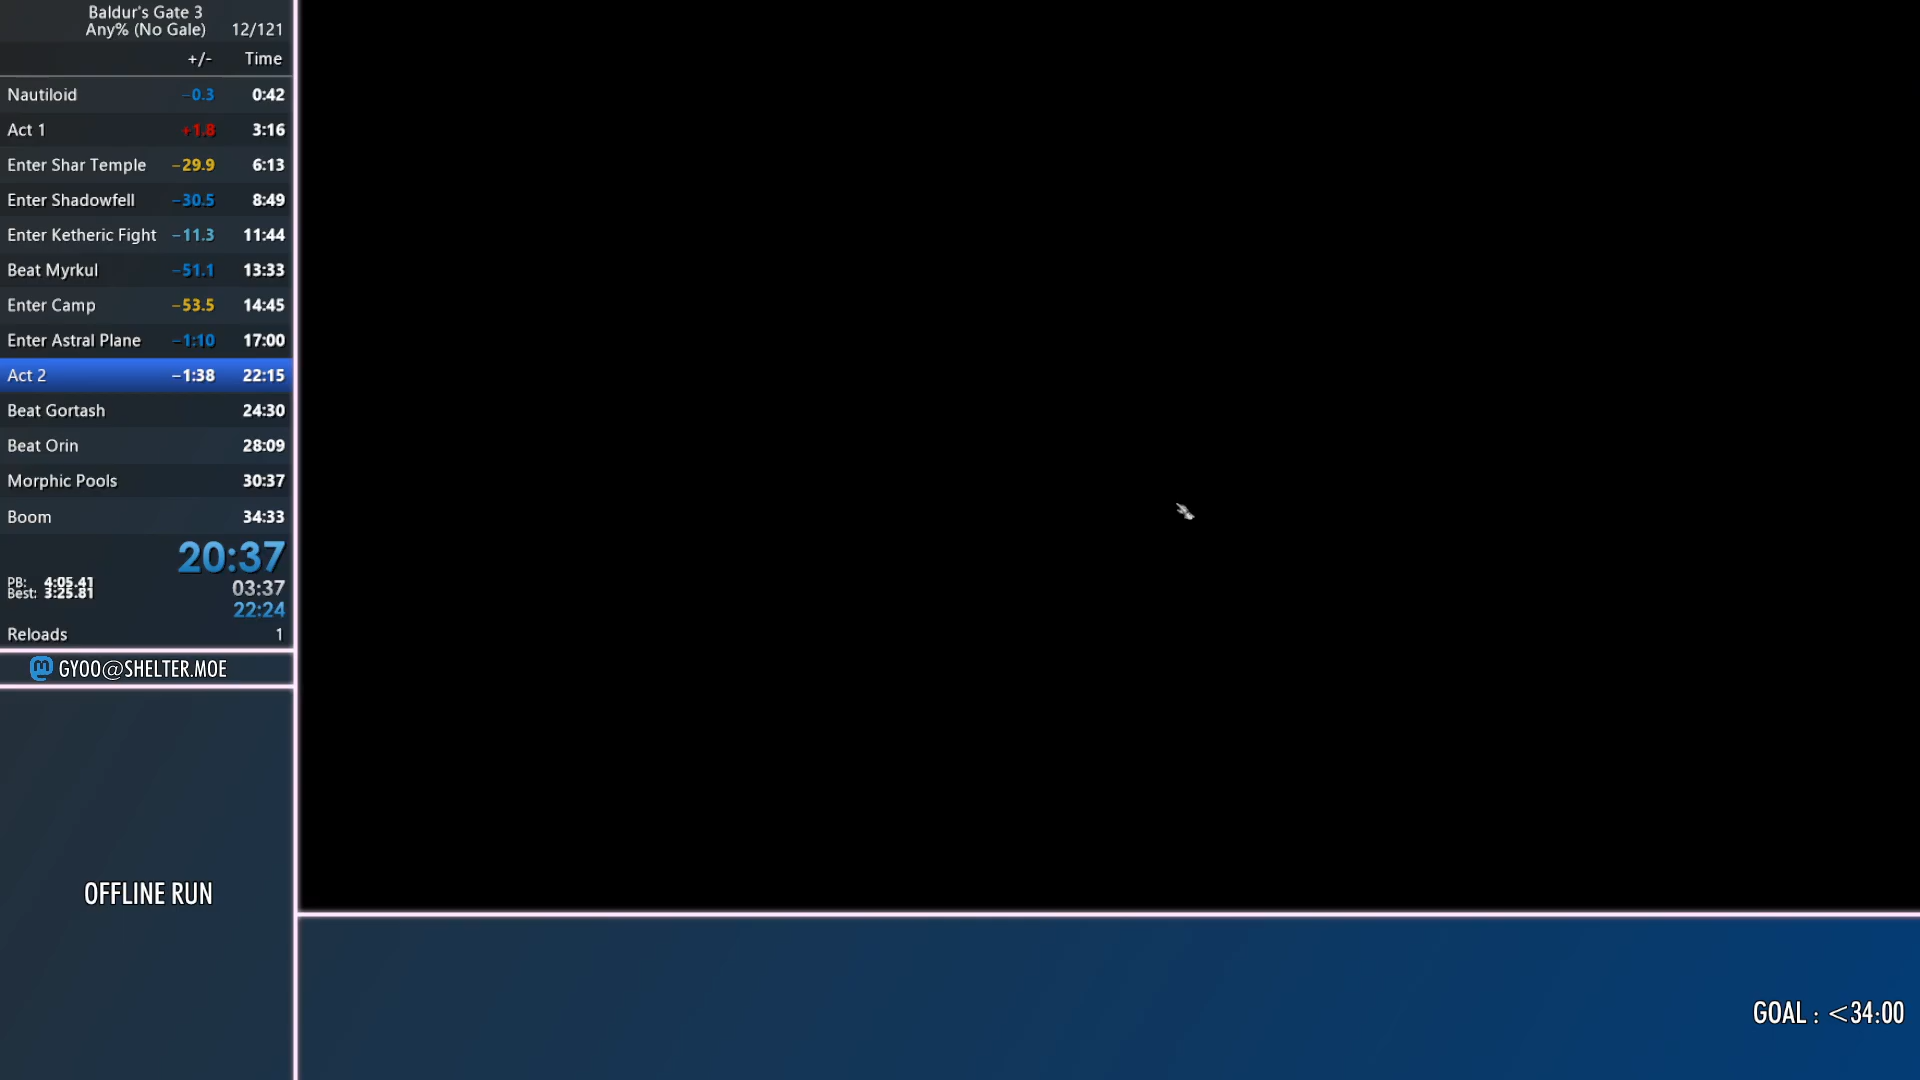 Baldur's Gate 3
Any% (No Gale) 12/121
+/- Time
Nautiloid −0.3 0:42
Act 1 +1.8 3:16
Enter Shar Temple −29.9 6:13
Enter Shadowfell −30.5 8:49
Enter Ketheric Fight −11.3 11:44
Beat Myrkul −51.1 13:33
Enter Camp −53.5 14:45
Enter Astral Plane −1:10 17:00
Act 2 −1:38 22:15
Beat Gortash 24:30
Beat Orin 28:09
Morphic Pools 30:37
Boom 34:33
20:37
PB: 4:05.41
Best: 3:25.81
03:37
22:24
Reloads 1
GYOO@SHELTER.MOE
OFFLINE RUN
GOAL : <34:00